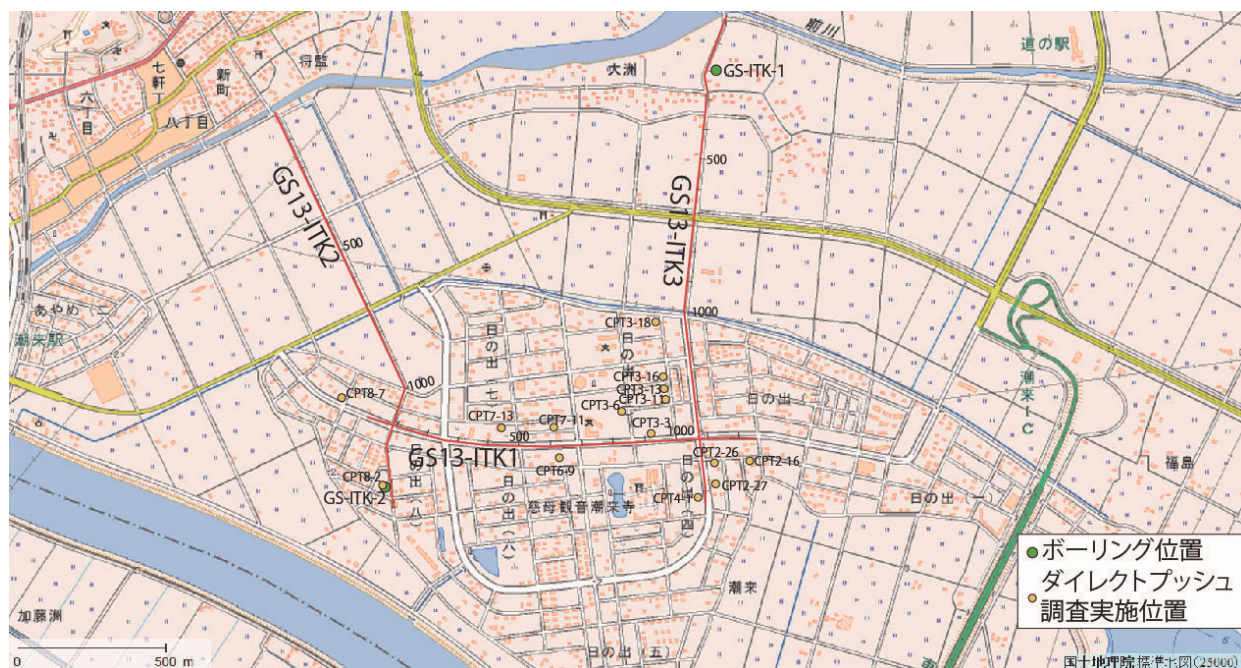 前川
道の駅
七軒丁
新町
将監
大洲
GS-ITK-1
六丁目
八丁目
500
GS13-ITK2
GS13-ITK3
500
あやめ(二)
潮来駅
1000
CPT3-18
日の出(七)
日の出(三)
1000
CPT3-16
CPT3-13
CPT3-11
CPT8-7
CPT3-6
日の出(二)
潮来IC
CPT7-13
CPT7-11
CPT3-3
500
1000
GS13-ITK1
CPT6-9
CPT2-26
CPT2-16
福島
CPT8-2
GS-ITK-2
CPT2-27
CPT4-1
日の出(一)
日の出(八)
日の出(六)
慈母観音潮来寺
日の出(四)
潮来
加藤洲
日の出(五)
ボーリング位置
ダイレクトプッシュ
調査実施位置
0
500 m
国土地理院標準地図(25000)